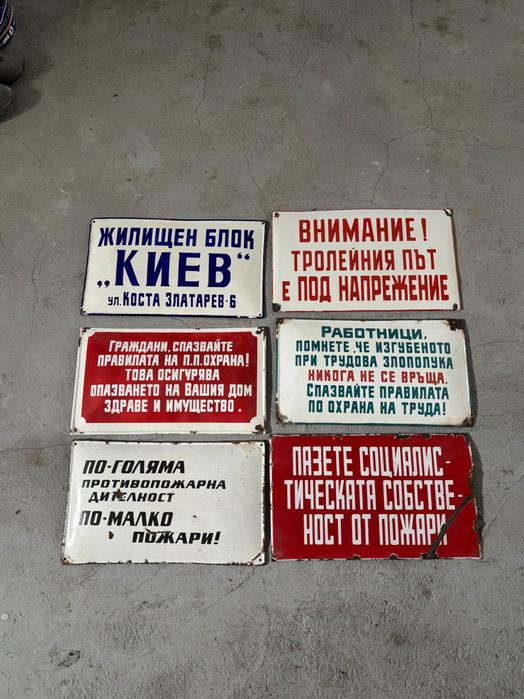 ЖИЛИЩЕН БЛОК
„КИЕВ“
ул. КОСТА ЗЛАТАРЕВ-6
ВНИМАНИЕ!
ТРОЛЕЙНИЯ ПЪТ
Е ПОД НАПРЕЖЕНИЕ
ГРАЖДАНИ, СПАЗВАЙТЕ
ПРАВИЛАТА НА П.П.ОХРАНА!
ТОВА ОСИГУРЯВА
ОПАЗВАНЕТО НА ВАШИЯ ДОМ
ЗДРАВЕ И ИМУЩЕСТВО.
РАБОТНИЦИ,
ПОМНЕТЕ, ЧЕ ИЗГУБЕНОТО
ПРИ ТРУДОВА ЗЛОПОЛУКА
НИКОГА НЕ СЕ ВРЪЩА.
СПАЗВАЙТЕ ПРАВИЛАТА
ПО ОХРАНА НА ТРУДА!
ПО-ГОЛЯМА
ПРОТИВОПОЖАРНА
ДИТЕЛНОСТ
ПО-МАЛКО
ПОЖАРИ!
ПАЗЕТЕ СОЦИАЛИС-
ТИЧЕСКАТА СОБСТВЕ-
НОСТ ОТ ПОЖАРИ